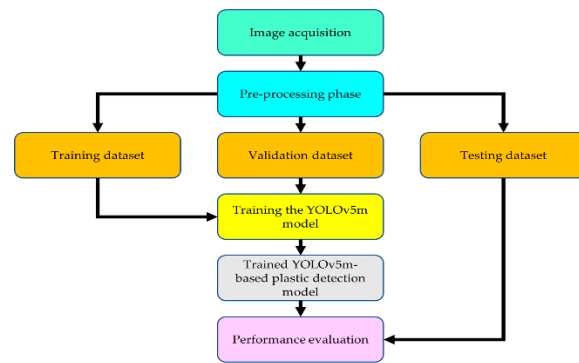 Image acquisition
Pre-processing phase
Training dataset
Validation dataset
Testing dataset
Training the YOLOv5m
model
Trained YOLOv5m-
based plastic detection
model
Performance evaluation